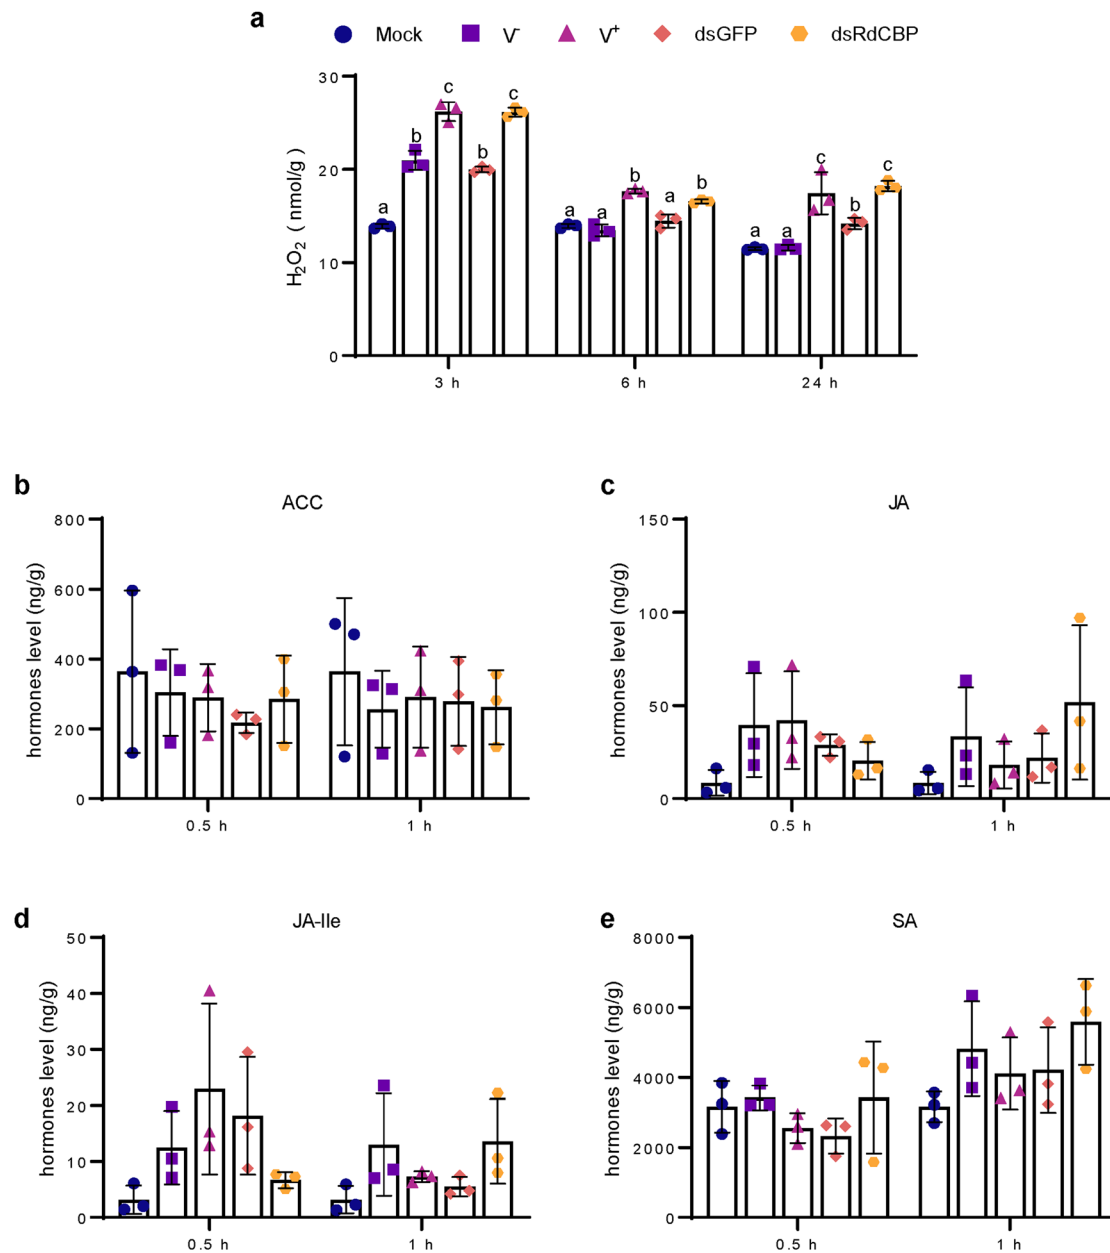 a
Mock V⁻ V⁺ dsGFP dsRdCBP
H₂O₂ ( nmol/g )
30
20
10
0
a b c b c
a a b a b
a a c b c
3 h 6 h 24 h
b
ACC
hormones level (ng/g)
800
600
400
200
0
0.5 h 1 h
c
JA
hormones level (ng/g)
150
100
50
0
0.5 h 1 h
d
JA-Ile
hormones level (ng/g)
50
40
30
20
10
0
0.5 h 1 h
e
SA
hormones level (ng/g)
8000
6000
4000
2000
0
0.5 h 1 h